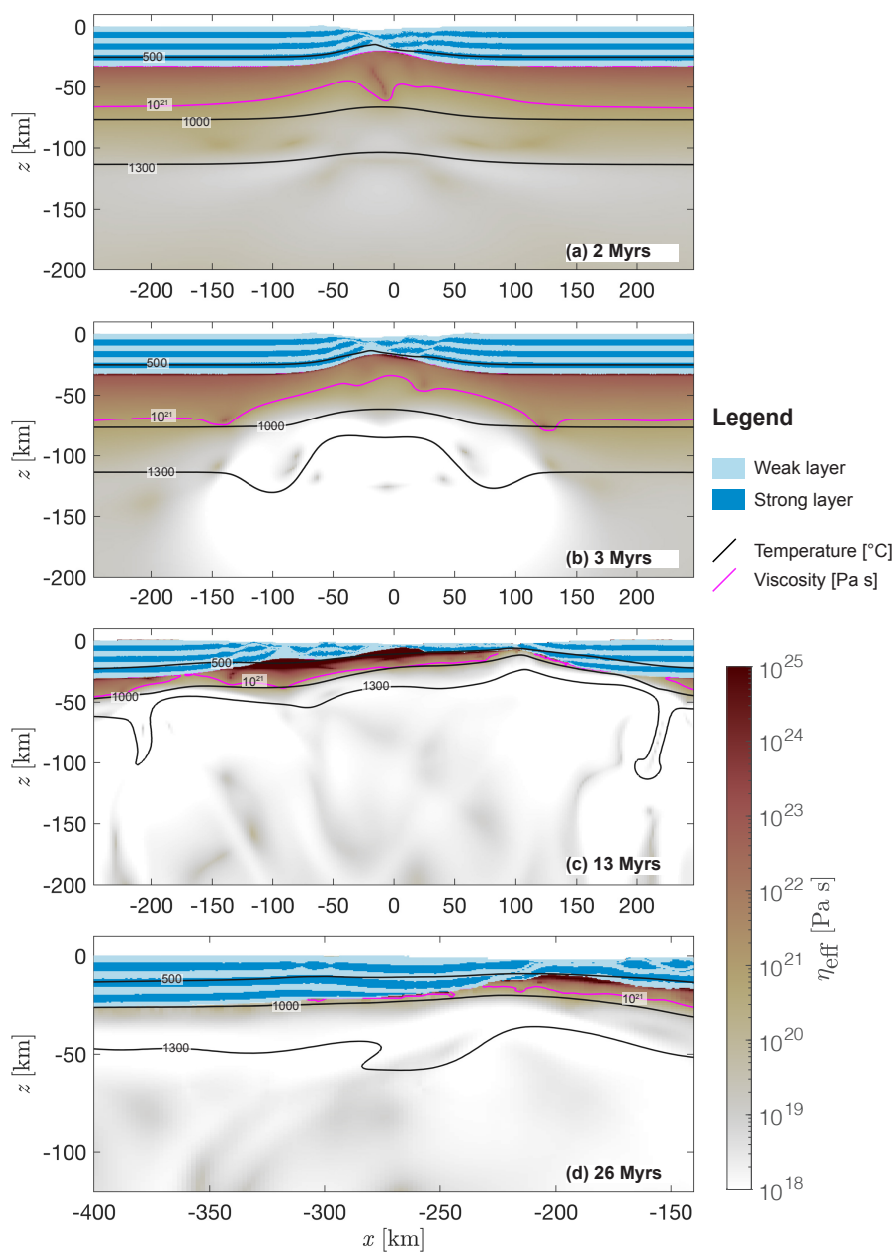 0
-50
-100
-150
-200
z [km]
500
10²¹
1000
1300
(a) 2 Myrs
-200 -150 -100 -50 0 50 100 150 200
0
-50
-100
-150
-200
z [km]
500
10²¹
1000
1300
(b) 3 Myrs
-200 -150 -100 -50 0 50 100 150 200
0
-50
-100
-150
-200
z [km]
500
10²¹
1000
1300
(c) 13 Myrs
-200 -150 -100 -50 0 50 100 150 200
0
-50
-100
z [km]
500
1000
10²¹
1300
(d) 26 Myrs
-400 -350 -300 -250 -200 -150
x [km]
Legend
Weak layer
Strong layer
Temperature [°C]
Viscosity [Pa s]
10²⁵
10²⁴
10²³
10²²
10²¹
10²⁰
10¹⁹
10¹⁸
ηeff [Pa s]